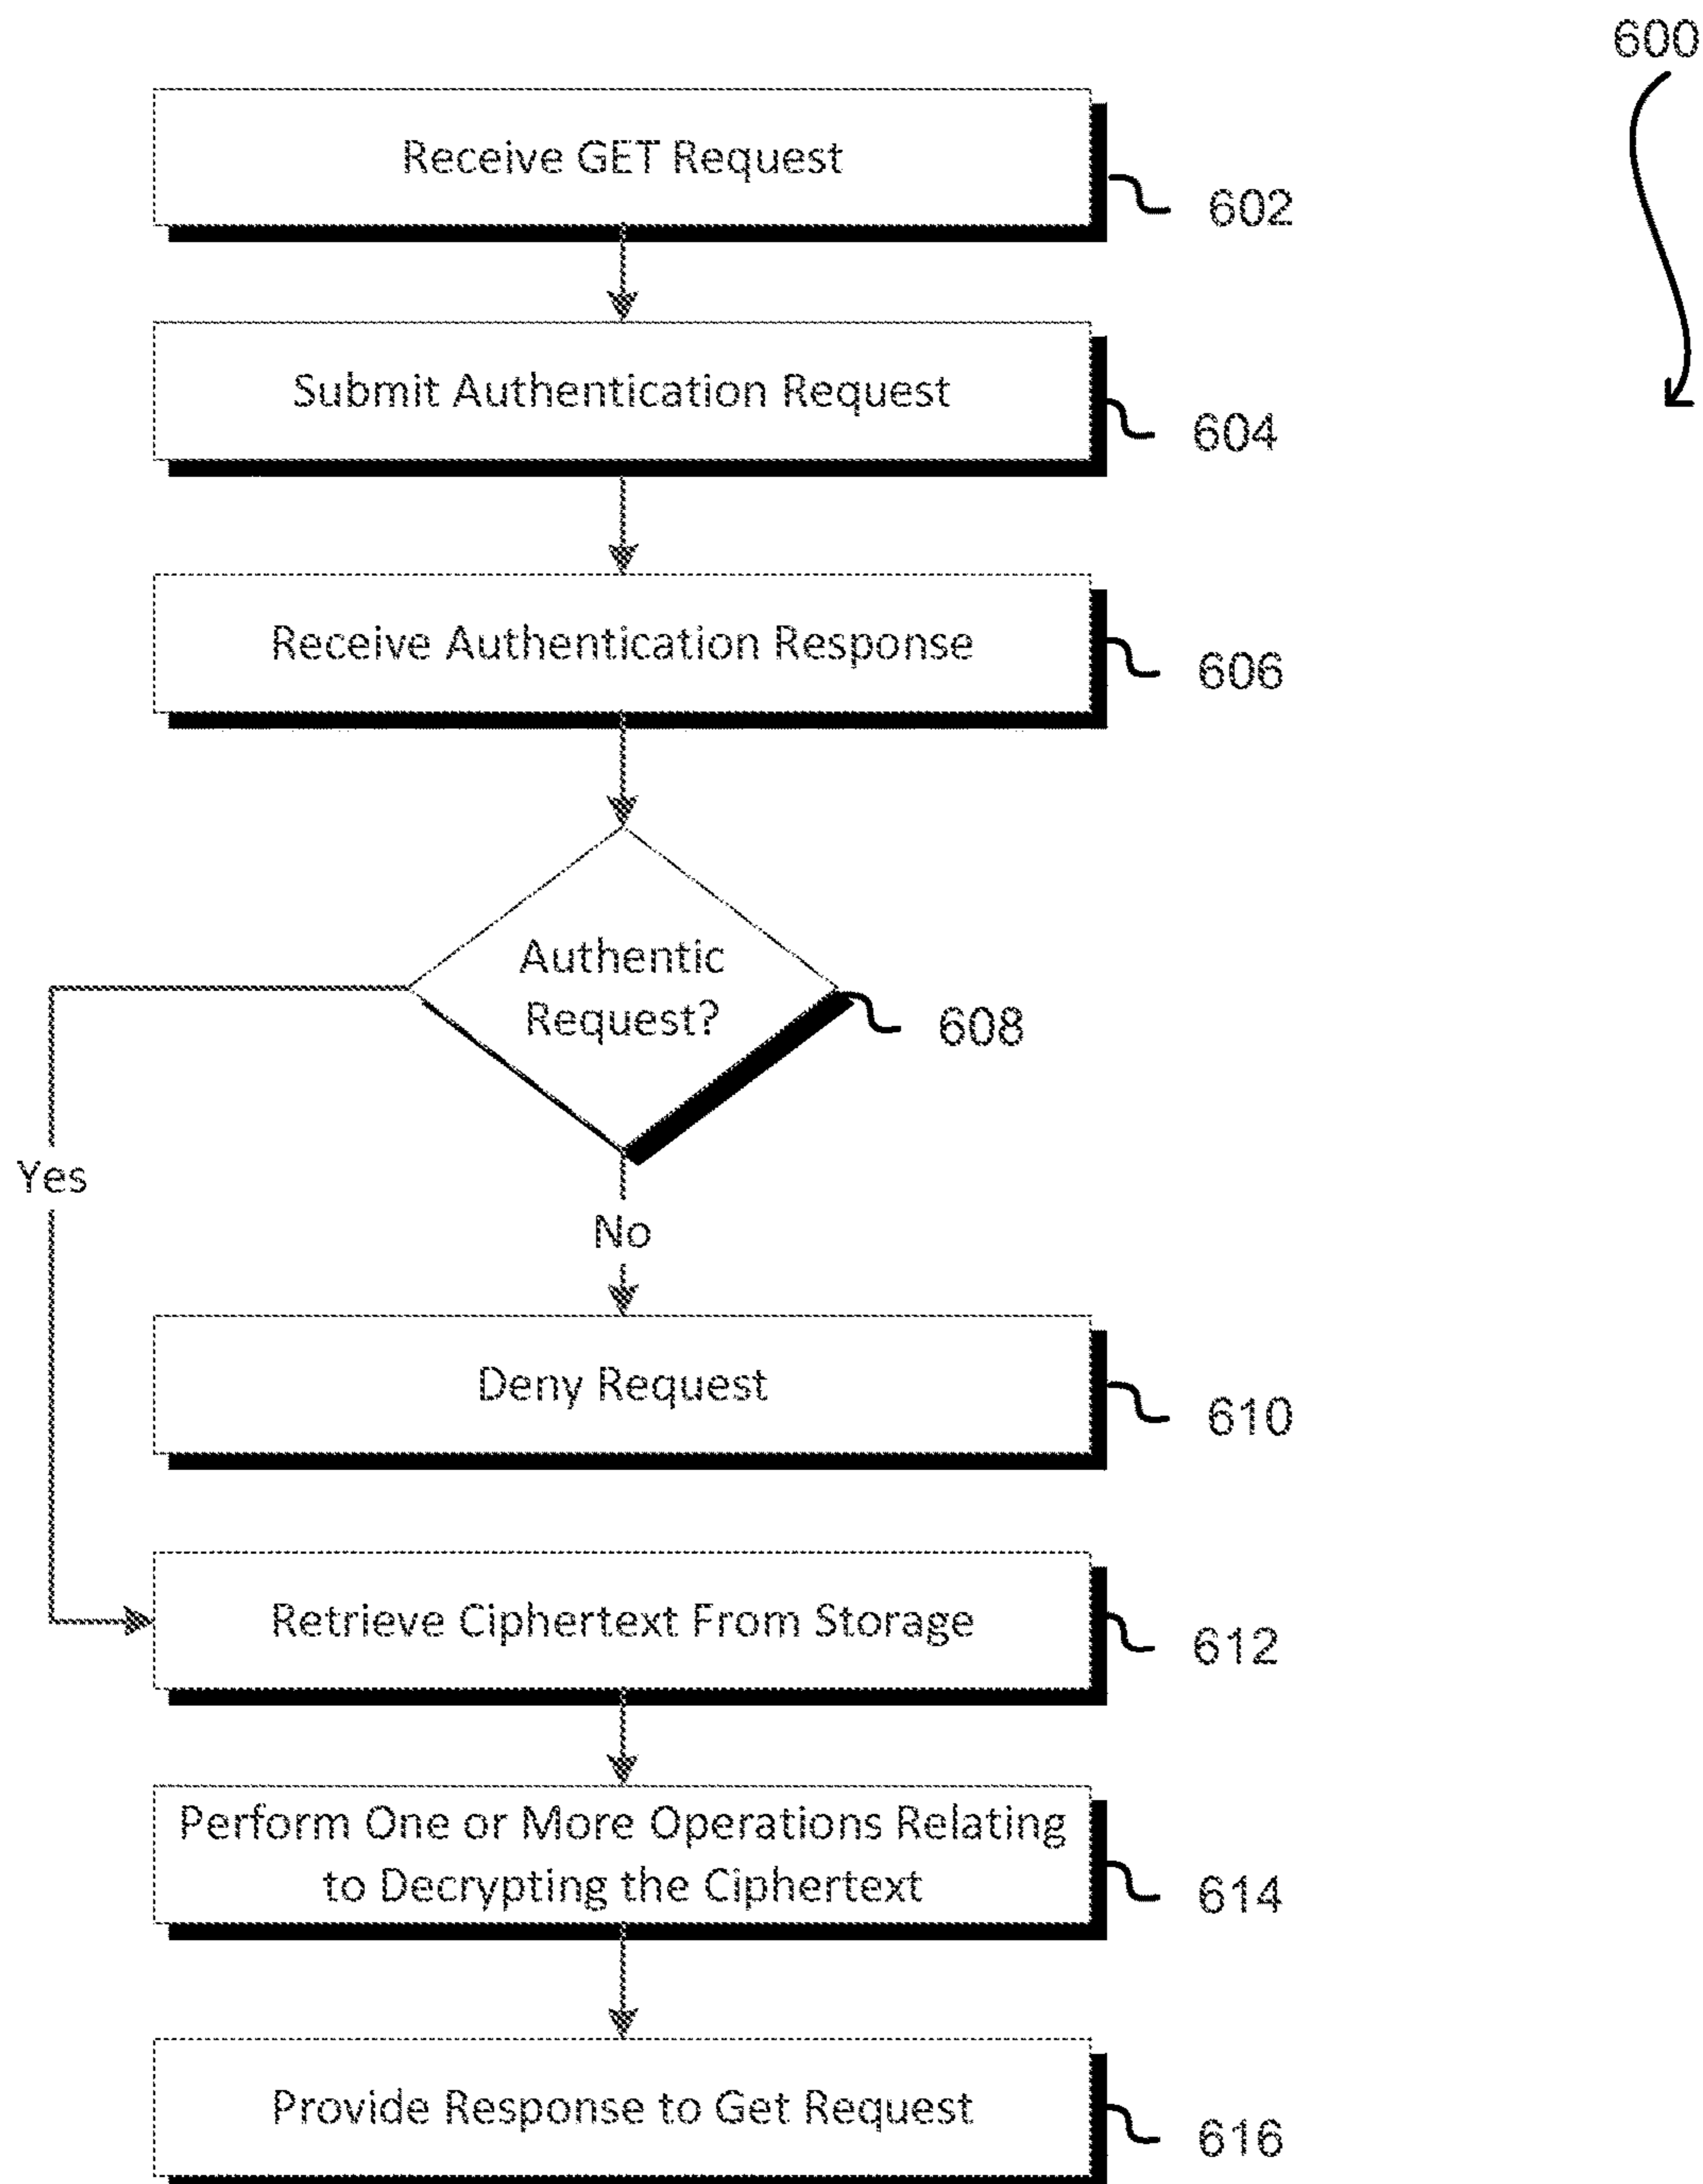 600
Receive GET Request
602
Submit Authentication Request
604
Receive Authentication Response
606
Authentic
Request?
608
Yes
No
Deny Request
610
Retrieve Ciphertext From Storage
612
Perform One or More Operations Relating
to Decrypting the Ciphertext
614
Provide Response to Get Request
616